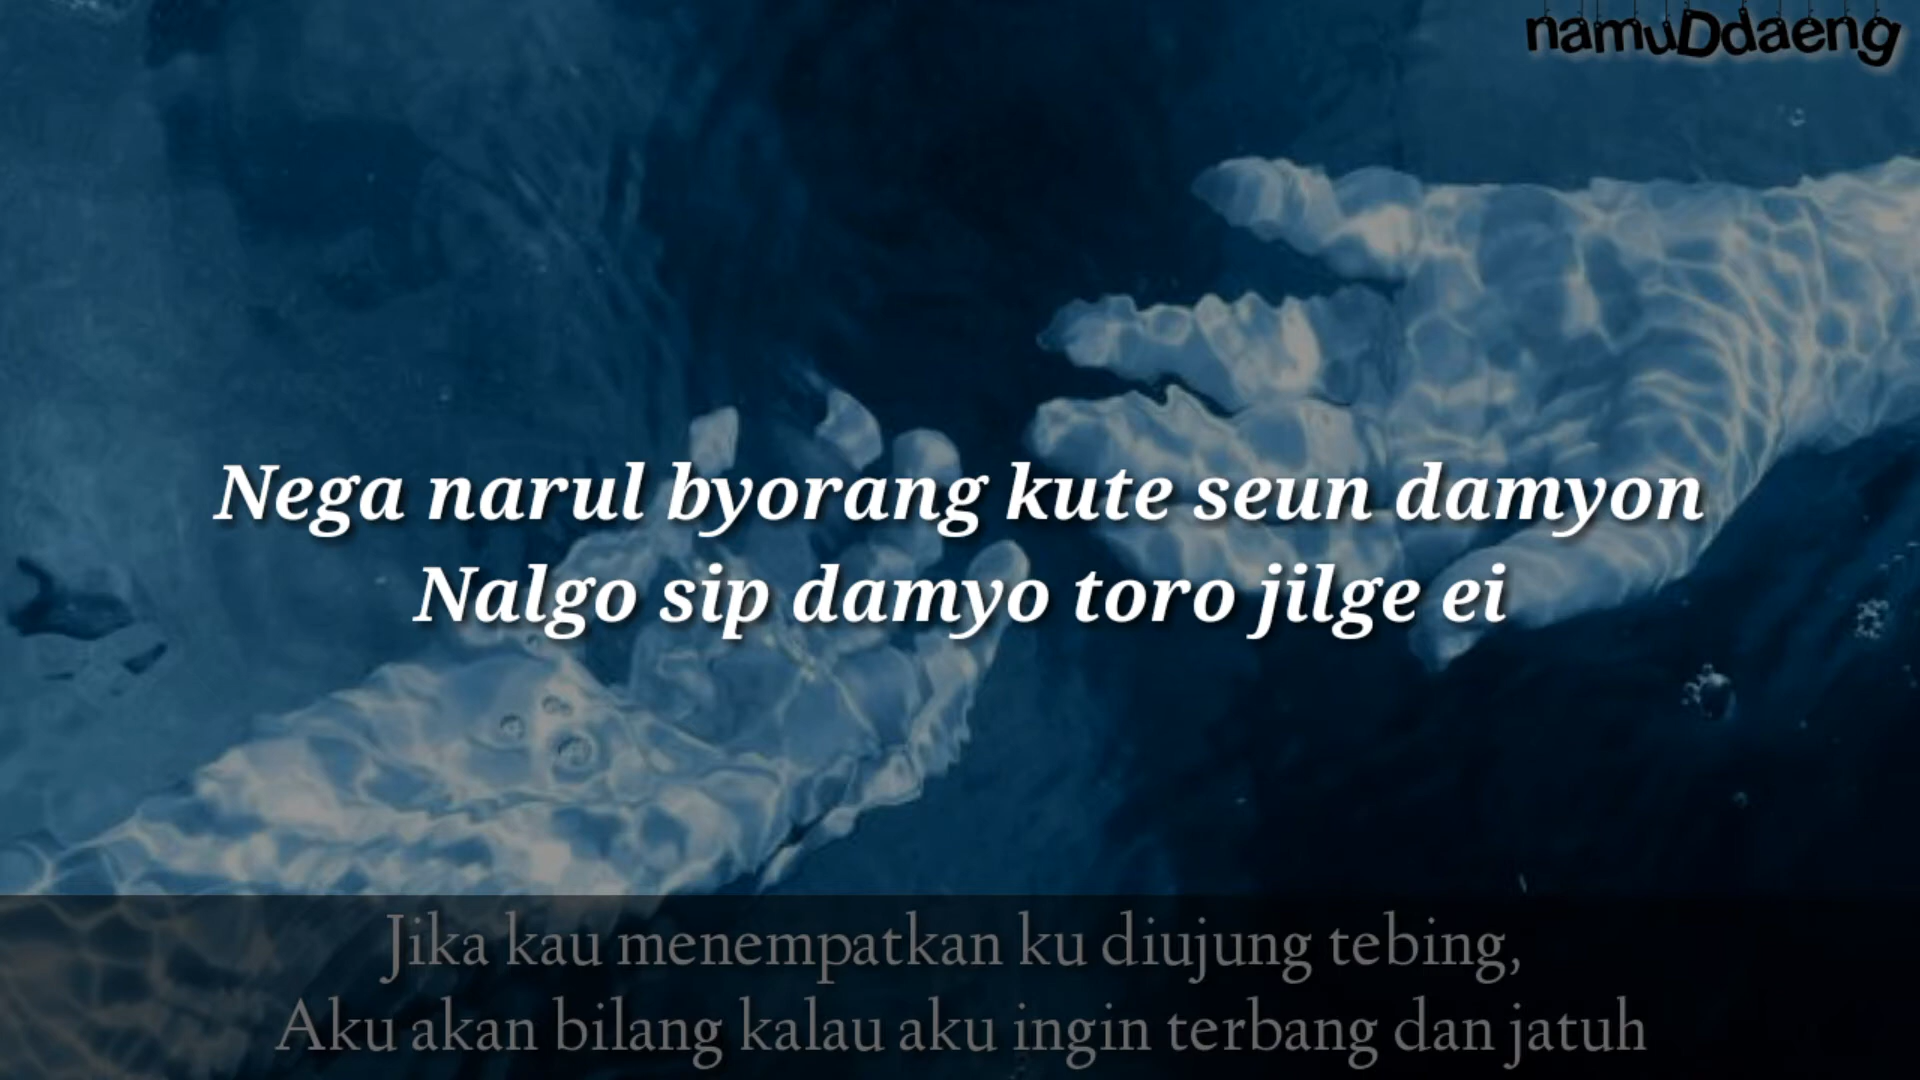 namuDdaeng
Nega narul byorang kute seun damyon
Nalgo sip damyo toro jilge ei
Jika kau menempatkan ku diujung tebing,
Aku akan bilang kalau aku ingin terbang dan jatuh